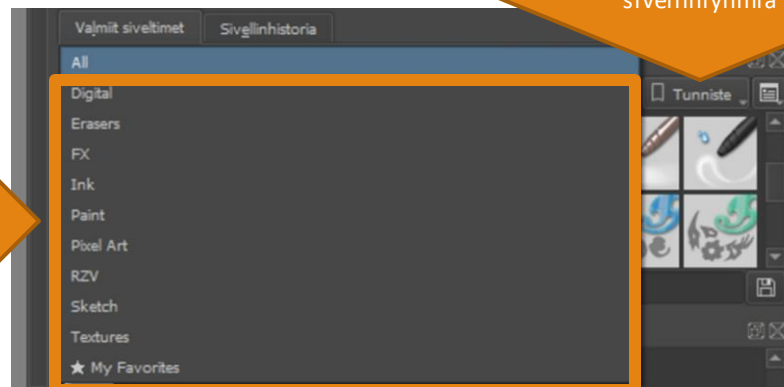 Valmiit siveltimet
Sivellinhistoria
All
Digital
Tunniste
Erasers
FX
Ink
Paint
Pixel Art
RZV
Sketch
Textures
★ My Favorites